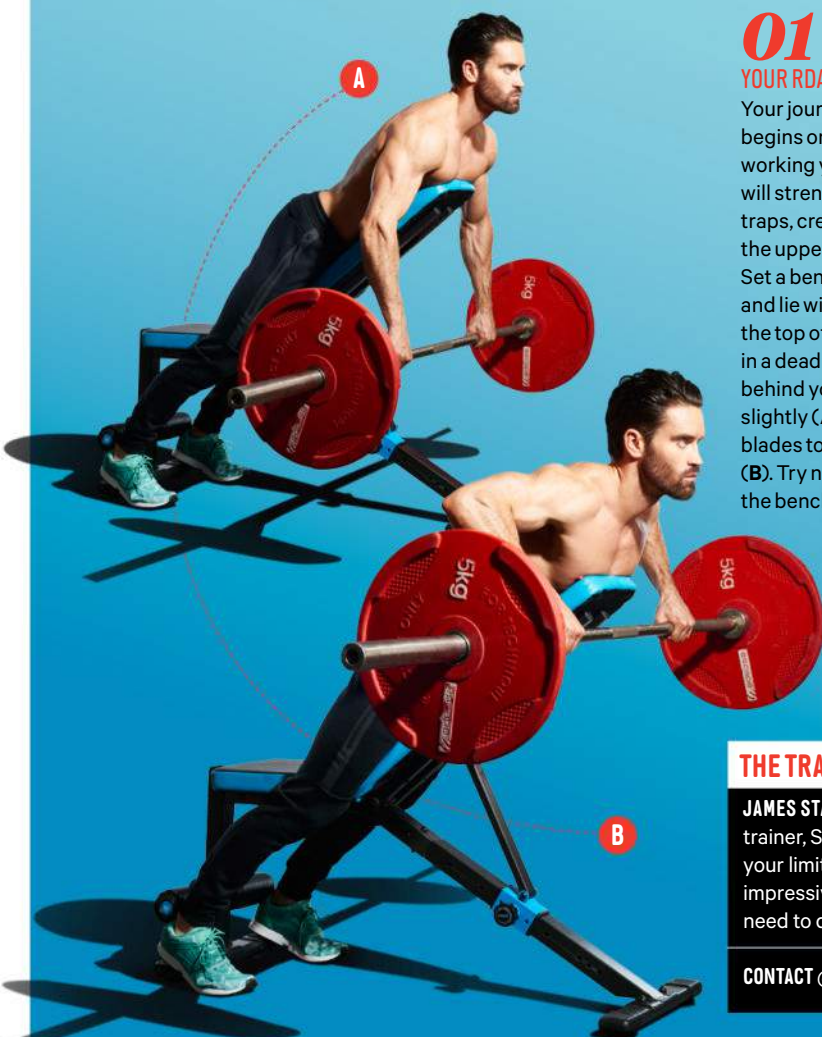 A
5kg
5kg
5kg
5kg
B
01
YOUR RDA
Your jour
begins or
working y
will stren
traps, cre
the uppe
Set a ben
and lie wi
the top of
in a dead
behind yo
slightly (A
blades to
(B). Try n
the benc
THE TRA
JAMES STA
trainer, S
your limit
impressiv
need to d
CONTACT @